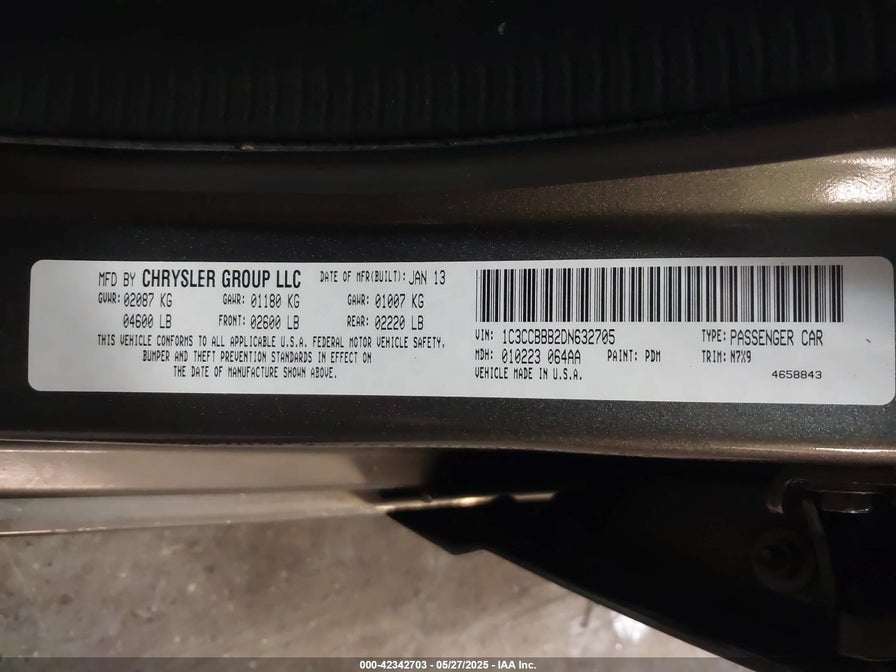 MFD BY CHRYSLER GROUP LLC DATE OF MFR(BUILT): JAN 13
GVWR: 02087 KG GAWR: 01180 KG GAWR: 01007 KG
04600 LB FRONT: 02600 LB REAR: 02220 LB
THIS VEHICLE CONFORMS TO ALL APPLICABLE U.S.A. FEDERAL MOTOR VEHICLE SAFETY,
BUMPER AND THEFT PREVENTION STANDARDS IN EFFECT ON
THE DATE OF MANUFACTURE SHOWN ABOVE.
VIN: 1C3CCBBB2DN632705 TYPE: PASSENGER CAR
MDH: 010223 064AA PAINT: PDM TRIM: N7X9
VEHICLE MADE IN U.S.A. 4658843
000-42342703 - 05/27/2025 - IAA Inc.